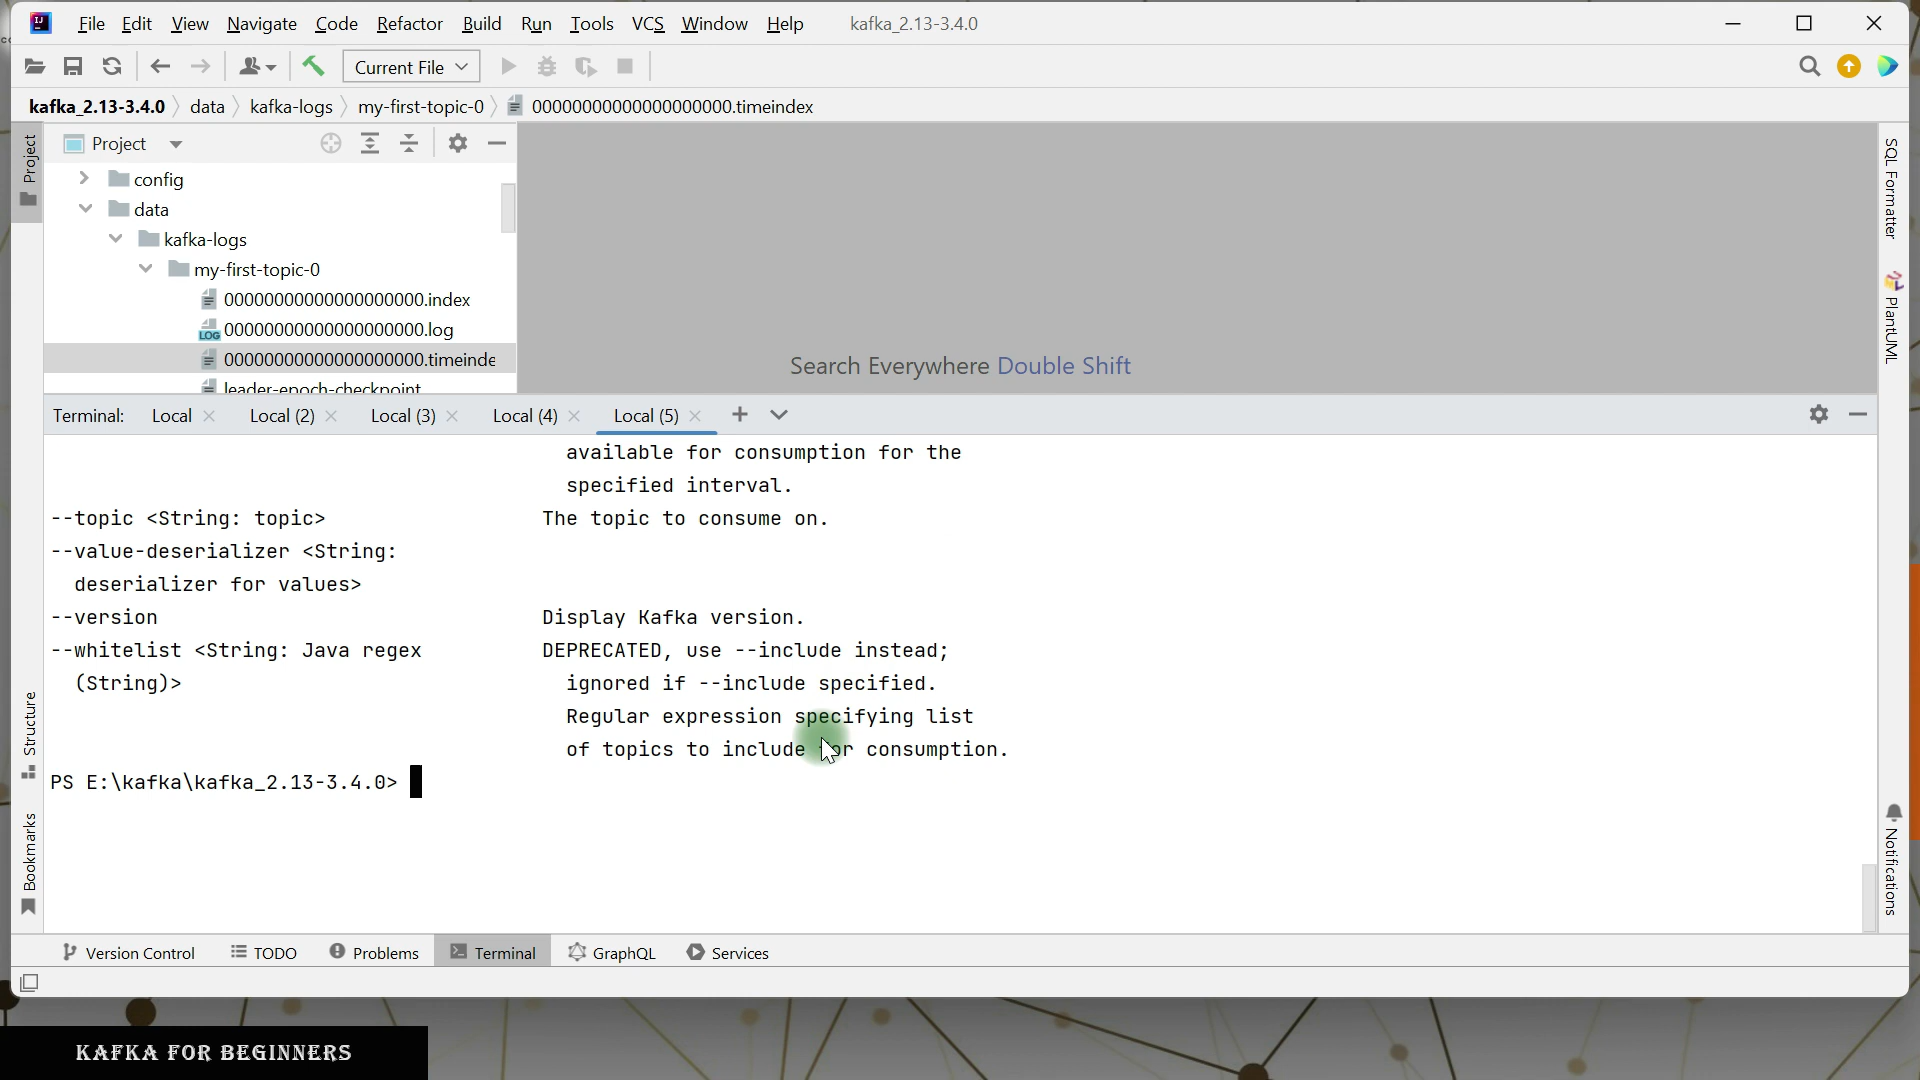 File Edit View Navigate Code Refactor Build Run Tools VCS Window Help kafka_2.13-3.4.0
Current File
kafka_2.13-3.4.0 data kafka-logs my-first-topic-0 00000000000000000000.timeindex
Project
Project
config
data
kafka-logs
my-first-topic-0
00000000000000000000.index
LOG 00000000000000000000.log
00000000000000000000.timeinde
leader-epoch-checkpoint
Search Everywhere Double Shift
SQL Formatter
PlantUML
Terminal: Local Local (2) Local (3) Local (4) Local (5)
available for consumption for the
specified interval.
--topic <String: topic> The topic to consume on.
--value-deserializer <String:
deserializer for values>
--version Display Kafka version.
--whitelist <String: Java regex DEPRECATED, use --include instead;
(String)> ignored if --include specified.
Regular expression specifying list
of topics to include for consumption.
PS E:\kafka\kafka_2.13-3.4.0>
Structure
Bookmarks
Notifications
Version Control TODO Problems Terminal GraphQL Services
KAFKA FOR BEGINNERS